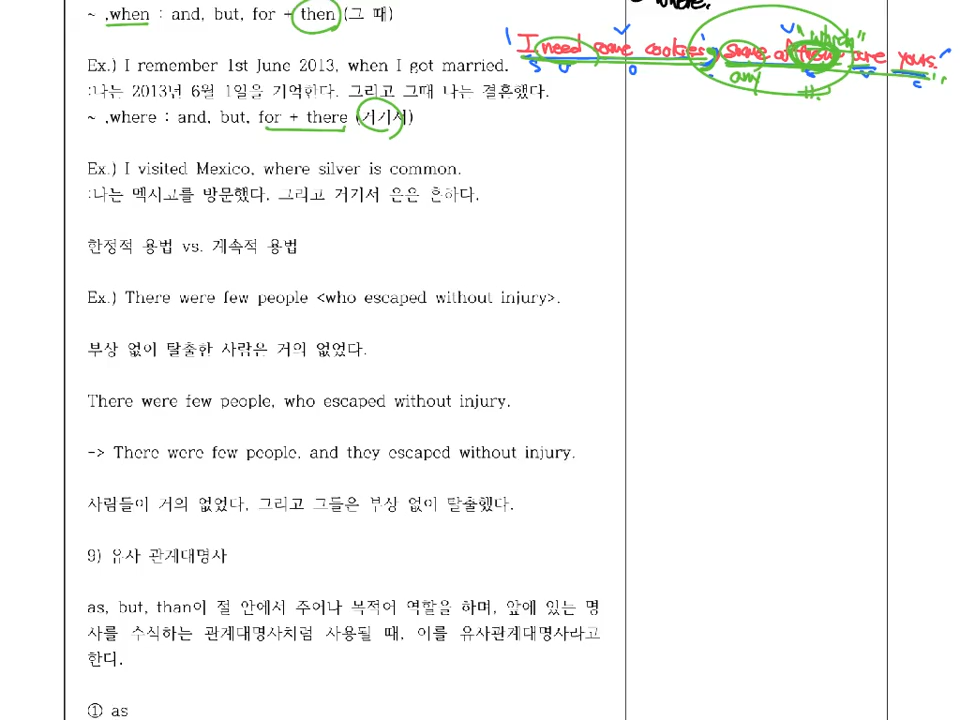 ~ ,when : and, but, for + then (그 때)
where.
"which"
I need some cookies, some of them are yours.
S V O S V C
any
Ex.) I remember 1st June 2013, when I got married.
:나는 2013년 6월 1일을 기억한다. 그리고 그때 나는 결혼했다.
~ ,where : and, but, for + there (거기서)
Ex.) I visited Mexico, where silver is common.
:나는 멕시코를 방문했다. 그리고 거기서 은은 흔하다.
한정적 용법 vs. 계속적 용법
Ex.) There were few people <who escaped without injury>.
부상 없이 탈출한 사람은 거의 없었다.
There were few people, who escaped without injury.
-> There were few people, and they escaped without injury.
사람들이 거의 없었다. 그리고 그들은 부상 없이 탈출했다.
9) 유사 관계대명사
as, but, than이 절 안에서 주어나 목적어 역할을 하며, 앞에 있는 명
사를 수식하는 관계대명사처럼 사용될 때, 이를 유사관계대명사라고
한다.
① as